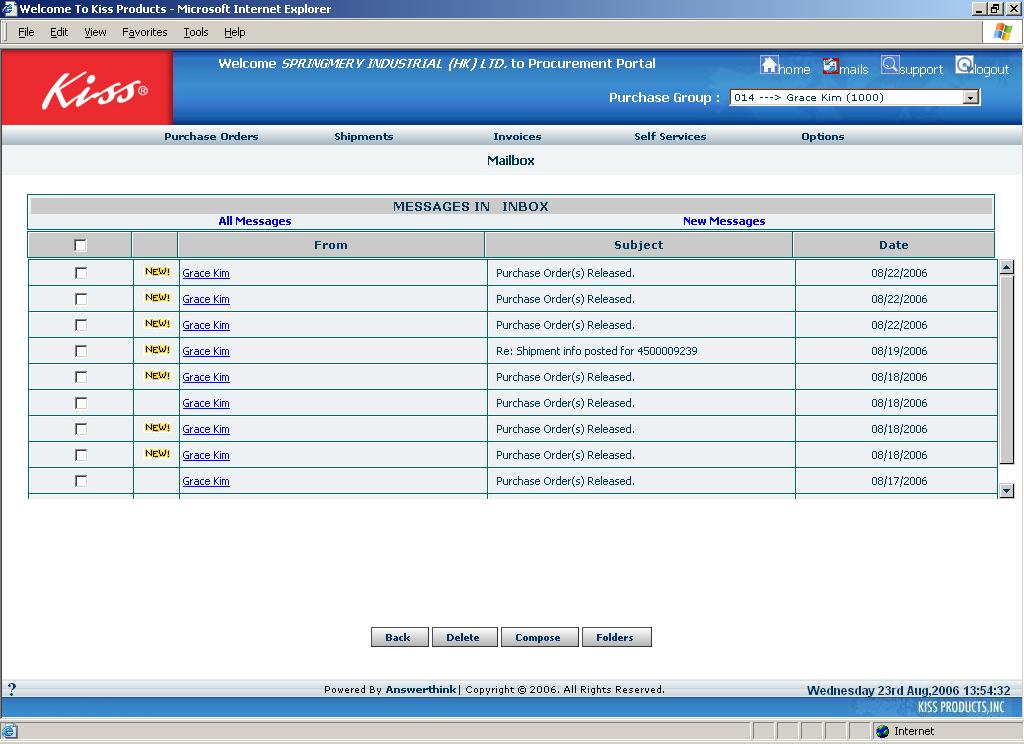 Welcome To Kiss Products - Microsoft Internet Explorer
File Edit View Favorites Tools Help
Kiss®
Welcome SPRINGMERY INDUSTRIAL (HK) LTD. to Procurement Portal
home mails support logout
Purchase Group : 014 ---> Grace Kim (1000)
Purchase Orders Shipments Invoices Self Services Options
Mailbox
MESSAGES IN INBOX
All Messages New Messages
From Subject Date
NEW! Grace Kim Purchase Order(s) Released. 08/22/2006
NEW! Grace Kim Purchase Order(s) Released. 08/22/2006
NEW! Grace Kim Purchase Order(s) Released. 08/22/2006
NEW! Grace Kim Re: Shipment info posted for 4500009239 08/19/2006
NEW! Grace Kim Purchase Order(s) Released. 08/18/2006
Grace Kim Purchase Order(s) Released. 08/18/2006
NEW! Grace Kim Purchase Order(s) Released. 08/18/2006
NEW! Grace Kim Purchase Order(s) Released. 08/18/2006
Grace Kim Purchase Order(s) Released. 08/17/2006
Back Delete Compose Folders
? Powered By Answerthink| Copyright © 2006. All Rights Reserved. Wednesday 23rd Aug,2006 13:54:32
KISS PRODUCTS,INC
Internet